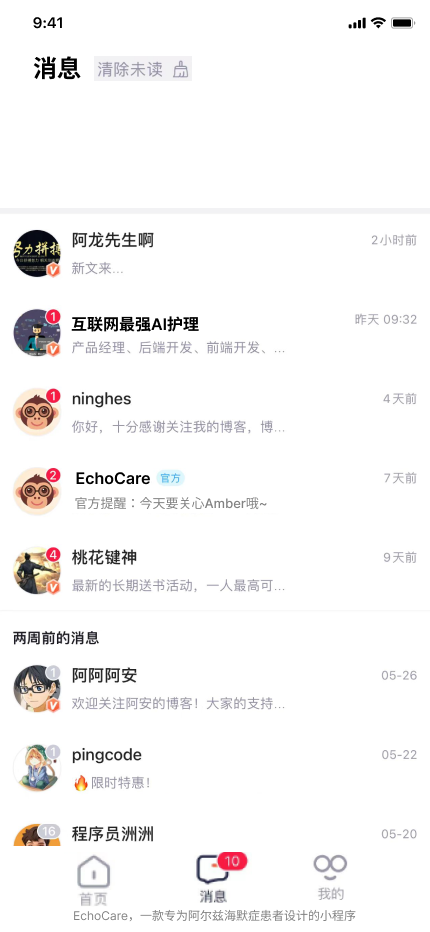 9:41
消息 清除未读
阿龙先生啊 2小时前
新文来...
1
互联网最强AI护理 昨天 09:32
产品经理、后端开发、前端开发、...
1
ninghes 4天前
你好，十分感谢关注我的博客，博...
2
EchoCare 官方 7天前
官方提醒：今天要关心Amber哦~
4
桃花键神 9天前
最新的长期送书活动，一人最高可...
两周前的消息
1
阿阿阿安 05-26
欢迎关注阿安的博客！大家的支持...
1
pingcode 05-22
🔥限时特惠！
16
程序员洲洲 05-20
10
首页 消息 我的
EchoCare，一款专为阿尔兹海默症患者设计的小程序